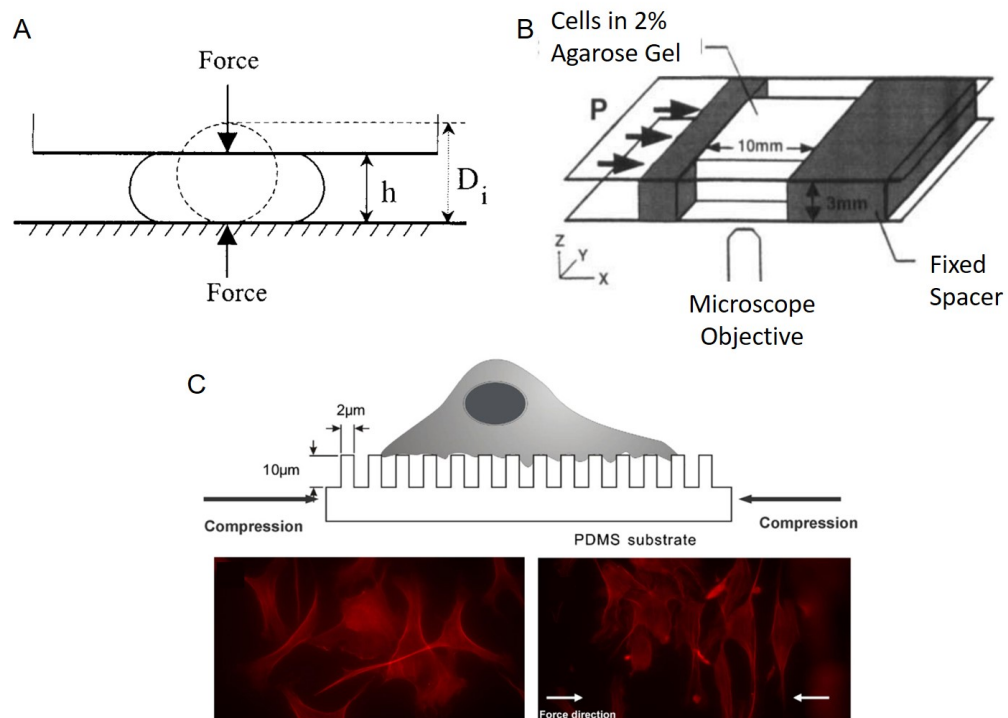 A
Force
h
D i
Force
B
Cells in 2%
Agarose Gel
P
10mm
3mm
Z
Y
X
Microscope
Objective
Fixed
Spacer
C
2μm
10μm
Compression
Compression
PDMS substrate
Force direction